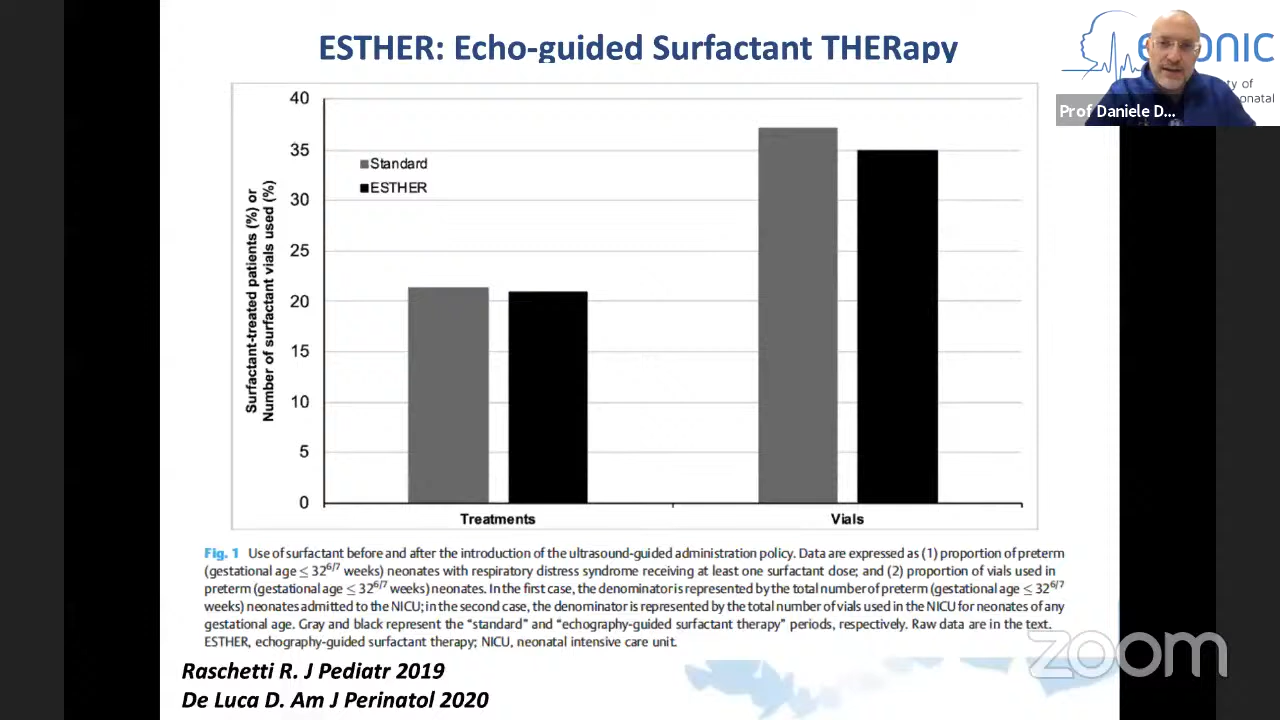 ESTHER: Echo-guided Surfactant THERapy
40
35
30
25
20
15
10
5
0
Surfactant-treated patients (%) or
Number of surfactant vials used (%)
Standard
ESTHER
Treatments
Vials
Fig. 1 Use of surfactant before and after the introduction of the ultrasound-guided administration policy. Data are expressed as (1) proportion of preterm
(gestational age ≤ 32^6/7 weeks) neonates with respiratory distress syndrome receiving at least one surfactant dose; and (2) proportion of vials used in
preterm (gestational age ≤ 32^6/7 weeks) neonates. In the first case, the denominator is represented by the total number of preterm (gestational age ≤ 32^6/7
weeks) neonates admitted to the NICU; in the second case, the denominator is represented by the total number of vials used in the NICU for neonates of any
gestational age. Gray and black represent the “standard” and “echography-guided surfactant therapy” periods, respectively. Raw data are in the text.
ESTHER, echography-guided surfactant therapy; NICU, neonatal intensive care unit.
Raschetti R. J Pediatr 2019
De Luca D. Am J Perinatol 2020
Prof Daniele D...
zoom